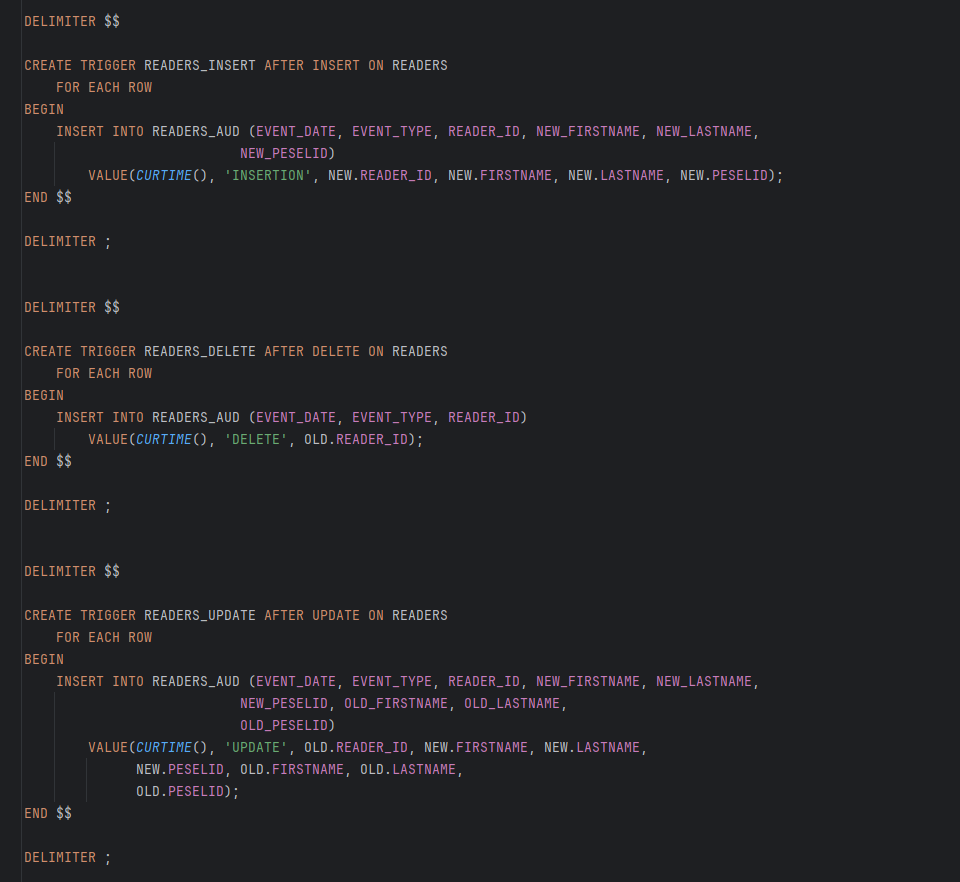 DELIMITER $$
CREATE TRIGGER READERS_INSERT AFTER INSERT ON READERS
FOR EACH ROW
BEGIN
INSERT INTO READERS_AUD (EVENT_DATE, EVENT_TYPE, READER_ID, NEW_FIRSTNAME, NEW_LASTNAME,
NEW_PESELID)
VALUE(CURTIME(), 'INSERTION', NEW.READER_ID, NEW.FIRSTNAME, NEW.LASTNAME, NEW.PESELID);
END $$
DELIMITER ;
DELIMITER $$
CREATE TRIGGER READERS_DELETE AFTER DELETE ON READERS
FOR EACH ROW
BEGIN
INSERT INTO READERS_AUD (EVENT_DATE, EVENT_TYPE, READER_ID)
VALUE(CURTIME(), 'DELETE', OLD.READER_ID);
END $$
DELIMITER ;
DELIMITER $$
CREATE TRIGGER READERS_UPDATE AFTER UPDATE ON READERS
FOR EACH ROW
BEGIN
INSERT INTO READERS_AUD (EVENT_DATE, EVENT_TYPE, READER_ID, NEW_FIRSTNAME, NEW_LASTNAME,
NEW_PESELID, OLD_FIRSTNAME, OLD_LASTNAME,
OLD_PESELID)
VALUE(CURTIME(), 'UPDATE', OLD.READER_ID, NEW.FIRSTNAME, NEW.LASTNAME,
NEW.PESELID, OLD.FIRSTNAME, OLD.LASTNAME,
OLD.PESELID);
END $$
DELIMITER ;